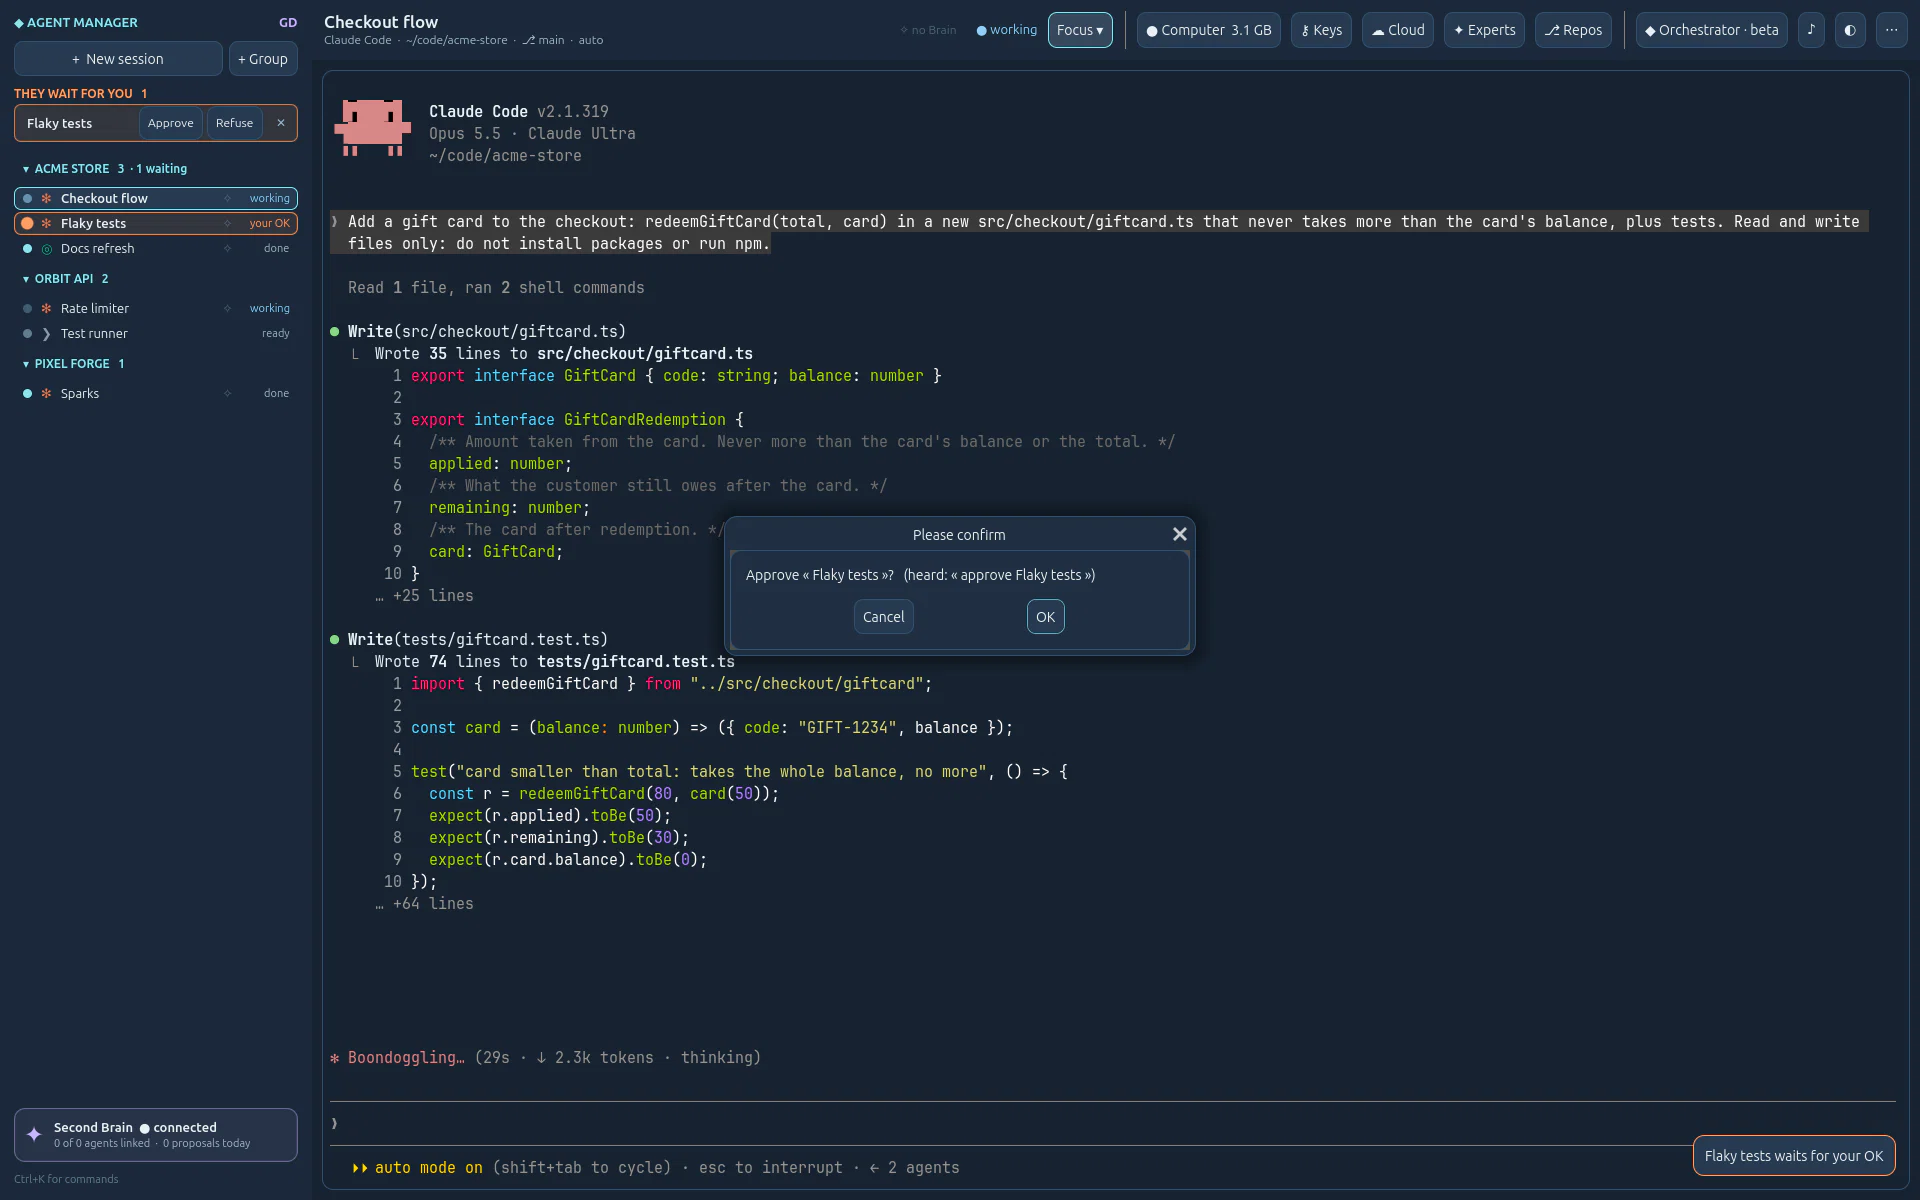 ◆ AGENT MANAGER
GD
+ New session
+ Group
THEY WAIT FOR YOU 1
Flaky tests
Approve
Refuse
✕
▾ ACME STORE 3 · 1 waiting
✻ Checkout flow ✧ working
✻ Flaky tests ✧ your OK
◎ Docs refresh ✧ done
▾ ORBIT API 2
✻ Rate limiter ✧ working
❯ Test runner ready
▾ PIXEL FORGE 1
✻ Sparks ✧ done
✦ Second Brain ● connected
0 of 0 agents linked · 0 proposals today
Ctrl+K for commands
Checkout flow
Claude Code · ~/code/acme-store · ⎇ main · auto
✧ no Brain
● working
Focus ▾
● Computer 3.1 GB
⚷ Keys
☁ Cloud
✦ Experts
⎇ Repos
◆ Orchestrator · beta
♪
◐
⋯
Claude Code v2.1.319
Opus 5.5 · Claude Ultra
~/code/acme-store
❯ Add a gift card to the checkout: redeemGiftCard(total, card) in a new src/checkout/giftcard.ts that never takes more than the card's balance, plus tests. Read and write
files only: do not install packages or run npm.
Read 1 file, ran 2 shell commands
● Write(src/checkout/giftcard.ts)
└ Wrote 35 lines to src/checkout/giftcard.ts
1 export interface GiftCard { code: string; balance: number }
2
3 export interface GiftCardRedemption {
4 /** Amount taken from the card. Never more than the card's balance or the total. */
5 applied: number;
6 /** What the customer still owes after the card. */
7 remaining: number;
8 /** The card after redemption. */
9 card: GiftCard;
10 }
… +25 lines
Please confirm
✕
Approve « Flaky tests »? (heard: « approve Flaky tests »)
Cancel
OK
● Write(tests/giftcard.test.ts)
└ Wrote 74 lines to tests/giftcard.test.ts
1 import { redeemGiftCard } from "../src/checkout/giftcard";
2
3 const card = (balance: number) => ({ code: "GIFT-1234", balance });
4
5 test("card smaller than total: takes the whole balance, no more", () => {
6 const r = redeemGiftCard(80, card(50));
7 expect(r.applied).toBe(50);
8 expect(r.remaining).toBe(30);
9 expect(r.card.balance).toBe(0);
10 });
… +64 lines
✻ Boondoggling… (29s · ↓ 2.3k tokens · thinking)
❯
⏵⏵ auto mode on (shift+tab to cycle) · esc to interrupt · ← 2 agents
Flaky tests waits for your OK